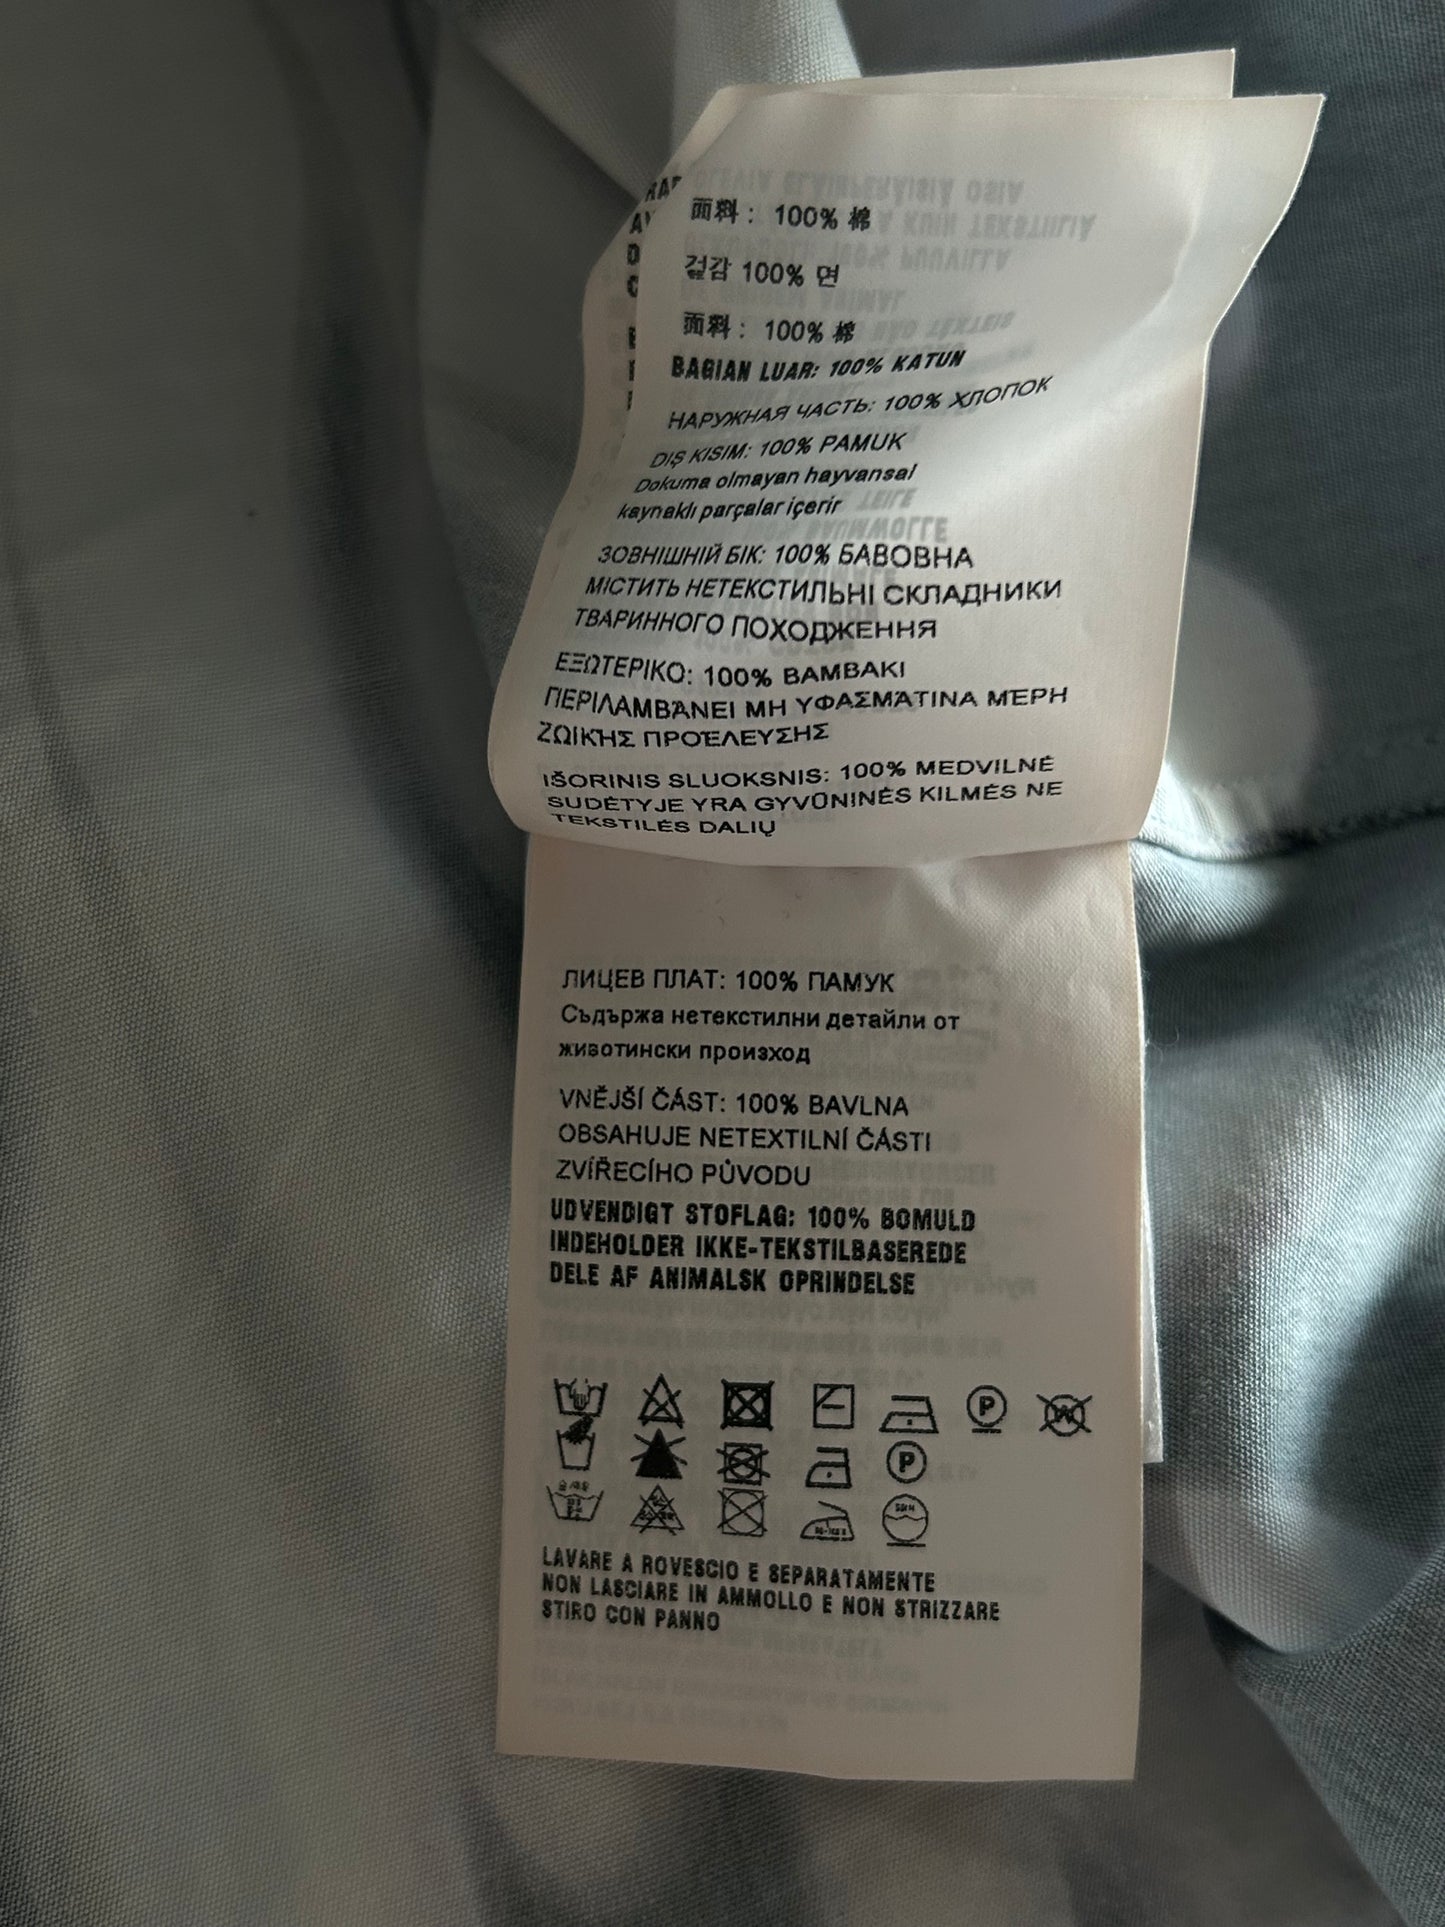 面料： 100% 棉
겉감 100% 면
面料： 100% 棉
BAGIAN LUAR: 100% KATUN
НАРУЖНАЯ ЧАСТЬ: 100% ХЛОПОК
DIŞ KISIM: 100% PAMUK
Dokuma olmayan hayvansal
kaynaklı parçalar içerir
ЗОВНІШНІЙ БІК: 100% БАВОВНА
МІСТИТЬ НЕТЕКСТИЛЬНІ СКЛАДНИКИ
ТВАРИННОГО ПОХОДЖЕННЯ
ΕΞΩΤΕΡΙΚΟ: 100% ΒΑΜΒΑΚΙ
ΠΕΡΙΛΑΜΒΆΝΕΙ ΜΗ ΥΦΑΣΜΆΤΙΝΑ ΜΈΡΗ
ΖΩΙΚΉΣ ΠΡΟΈΛΕΥΣΗΣ
IŠORINIS SLUOKSNIS: 100% MEDVILNĖ
SUDĖTYJE YRA GYVŪNINĖS KILMĖS NE
TEKSTILĖS DALIŲ
ЛИЦЕВ ПЛАТ: 100% ПАМУК
Съдържа нетекстилни детайли от
животински произход
VNĚJŠÍ ČÁST: 100% BAVLNA
OBSAHUJE NETEXTILNÍ ČÁSTI
ZVÍŘECÍHO PŮVODU
UDVENDIGT STOFLAG: 100% BOMULD
INDEHOLDER IKKE-TEKSTILBASEREDE
DELE AF ANIMALSK OPRINDELSE
P W
P
LAVARE A ROVESCIO E SEPARATAMENTE
NON LASCIARE IN AMMOLLO E NON STRIZZARE
STIRO CON PANNO